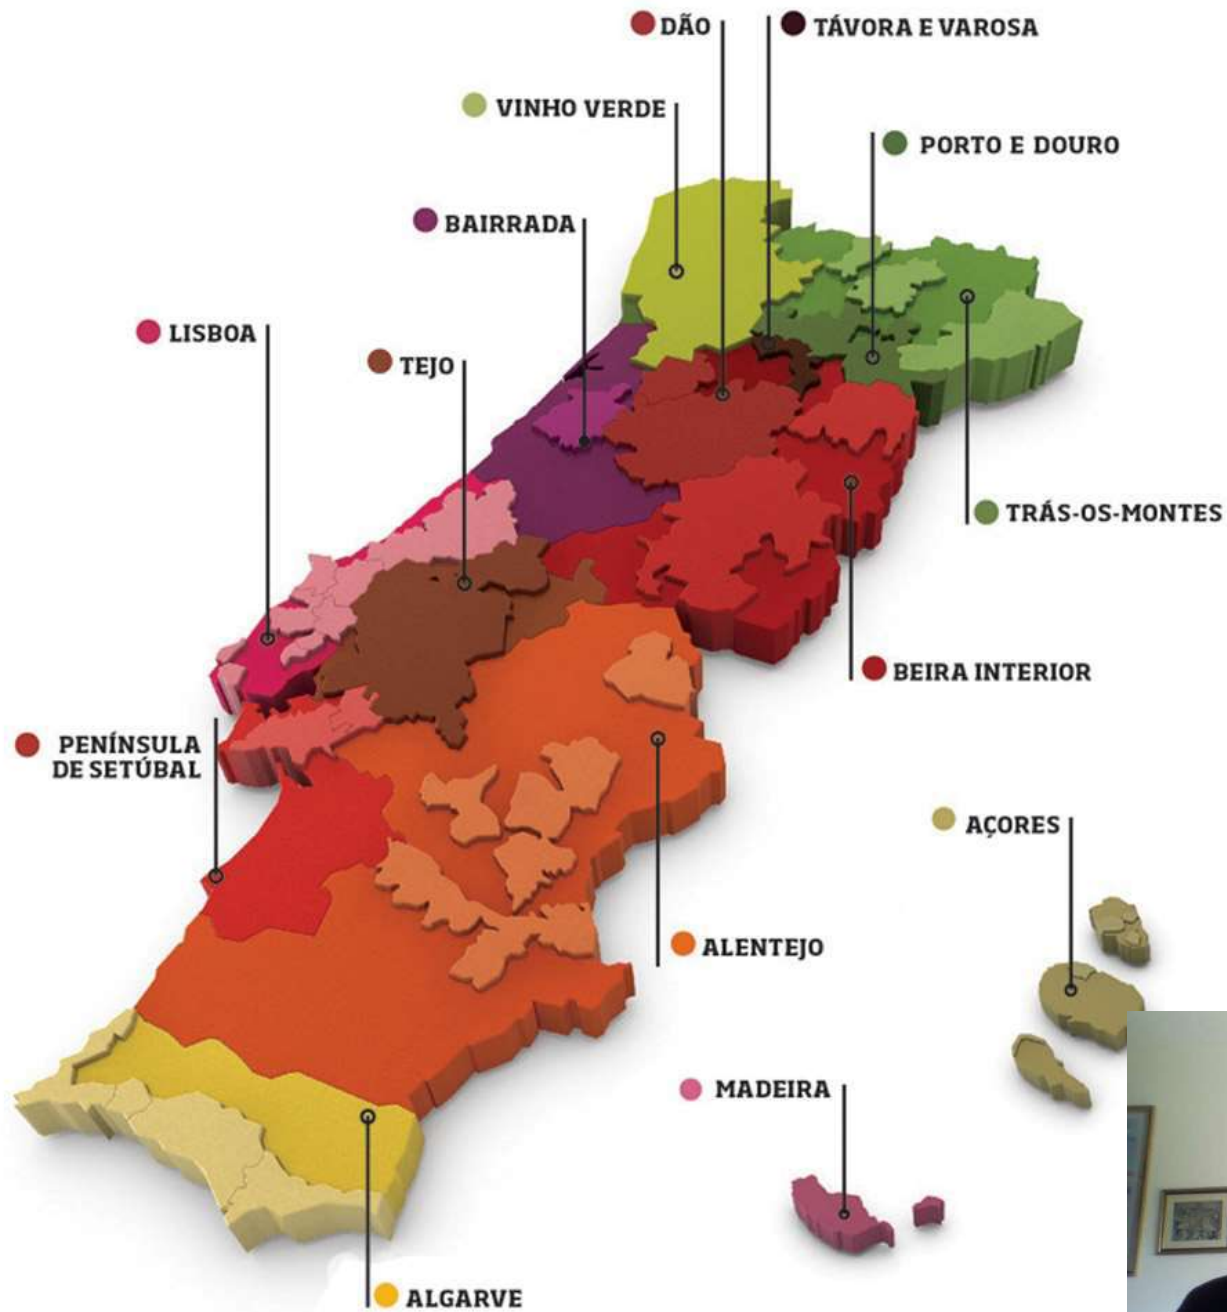 DÃO
TÁVORA E VAROSA
VINHO VERDE
PORTO E DOURO
BAIRRADA
LISBOA
TEJO
TRÁS-OS-MONTES
BEIRA INTERIOR
PENÍNSULA
DE SETÚBAL
AÇORES
ALENTEJO
MADEIRA
ALGARVE